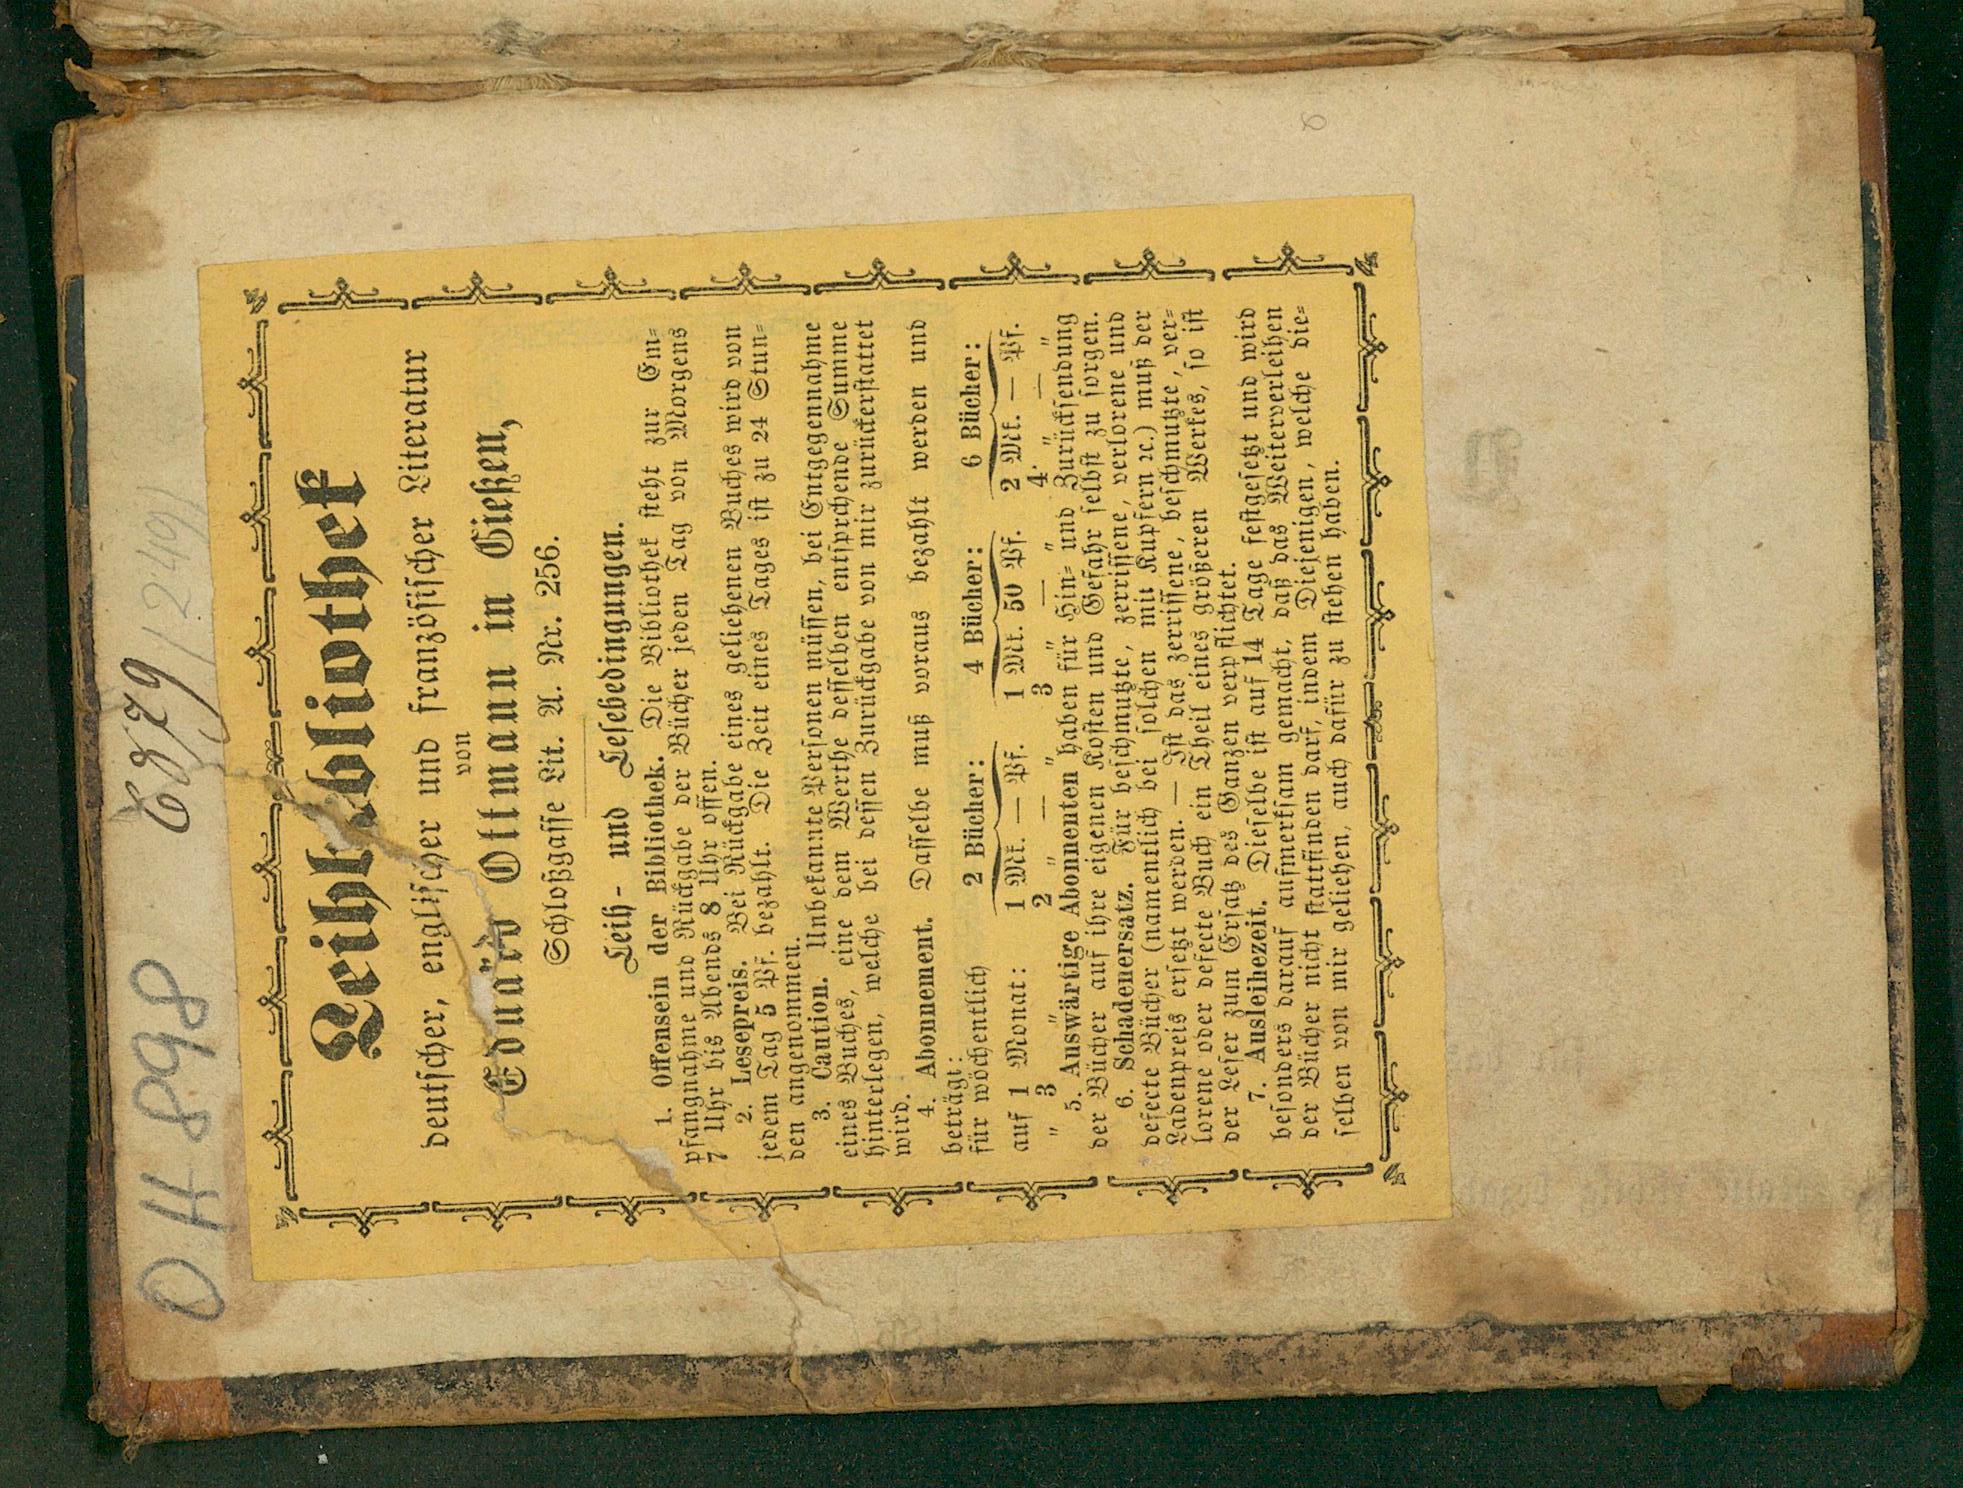 OH 898
E879 / 2491
Leihbibliothek
deutscher, englischer und französischer Literatur
von
Eduard Ottmann in Gießen,
Schloßgasse Lit. A. Nr. 256.
Leih- und Lesebedingungen.
1. Offensein der Bibliothek. Die Bibliothek steht zur Em-
pfangnahme und Rückgabe der Bücher jeden Tag von Morgens
7 Uhr bis Abends 8 Uhr offen.
2. Lesepreis. Bei Rückgabe eines geliehenen Buches wird von
jedem Tag 5 Pf. bezahlt. Die Zeit eines Tages ist zu 24 Stun-
den angenommen.
3. Caution. Unbekannte Personen müssen, bei Entgegennahme
eines Buches, eine dem Werthe desselben entsprchende Summe
hinterlegen, welche bei dessen Zurückgabe von mir zurückerstattet
wird.
4. Abonnement. Dasselbe muß voraus bezahlt werden und
beträgt:
für wöchentlich 2 Bücher: 4 Bücher: 6 Bücher:
auf 1 Monat: 1 Mk. — Pf. 1 Mk. 50 Pf. 2 Mk. — Pf.
" 3 " 2 " — " 3 " — " 4 " — "
5. Auswärtige Abonnenten haben für Hin- und Zurücksendung
der Bücher auf ihre eigenen Kosten und Gefahr selbst zu sorgen.
6. Schadenersatz. Für beschmutzte, zerrissene, verlorene und
defecte Bücher (namentlich bei solchen mit Kupfern ꝛc.) muß der
Ladenpreis ersetzt werden. — Ist das zerrissene, beschmutzte, ver-
lorene oder defecte Buch ein Theil eines größeren Werkes, so ist
der Leser zum Ersatz des Ganzen verpflichtet.
7. Ausleihezeit. Dieselbe ist auf 14 Tage festgesetzt und wird
besonders darauf aufmerksam gemacht, daß das Weiterverleihen
der Bücher nicht stattfinden darf, indem Diejenigen, welche die-
selben von mir geliehen, auch dafür zu stehen haben.